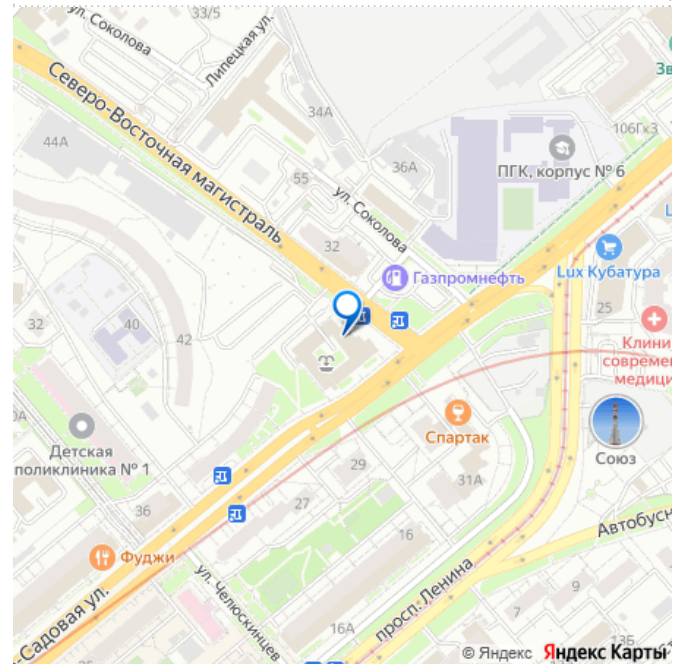 33/5
ул. Соколова
Липецкая ул.
Северо-Восточная магистраль
34А
44А
36А
106Гк3
ПГК, корпус № 6
55
ул. Соколова
32
Газпромнефть
Lux Кубатура
25
32
40
42
Клини
современ
медици
Спартак
Союз
Детская
поликлиника № 1
29
31А
27
36
16
Фуджи
Автобусн
просп. Ленина
ул. Челюскинцев
-Садовая ул.
9
7
16А
13Б
© Яндекс Яндекс Карты